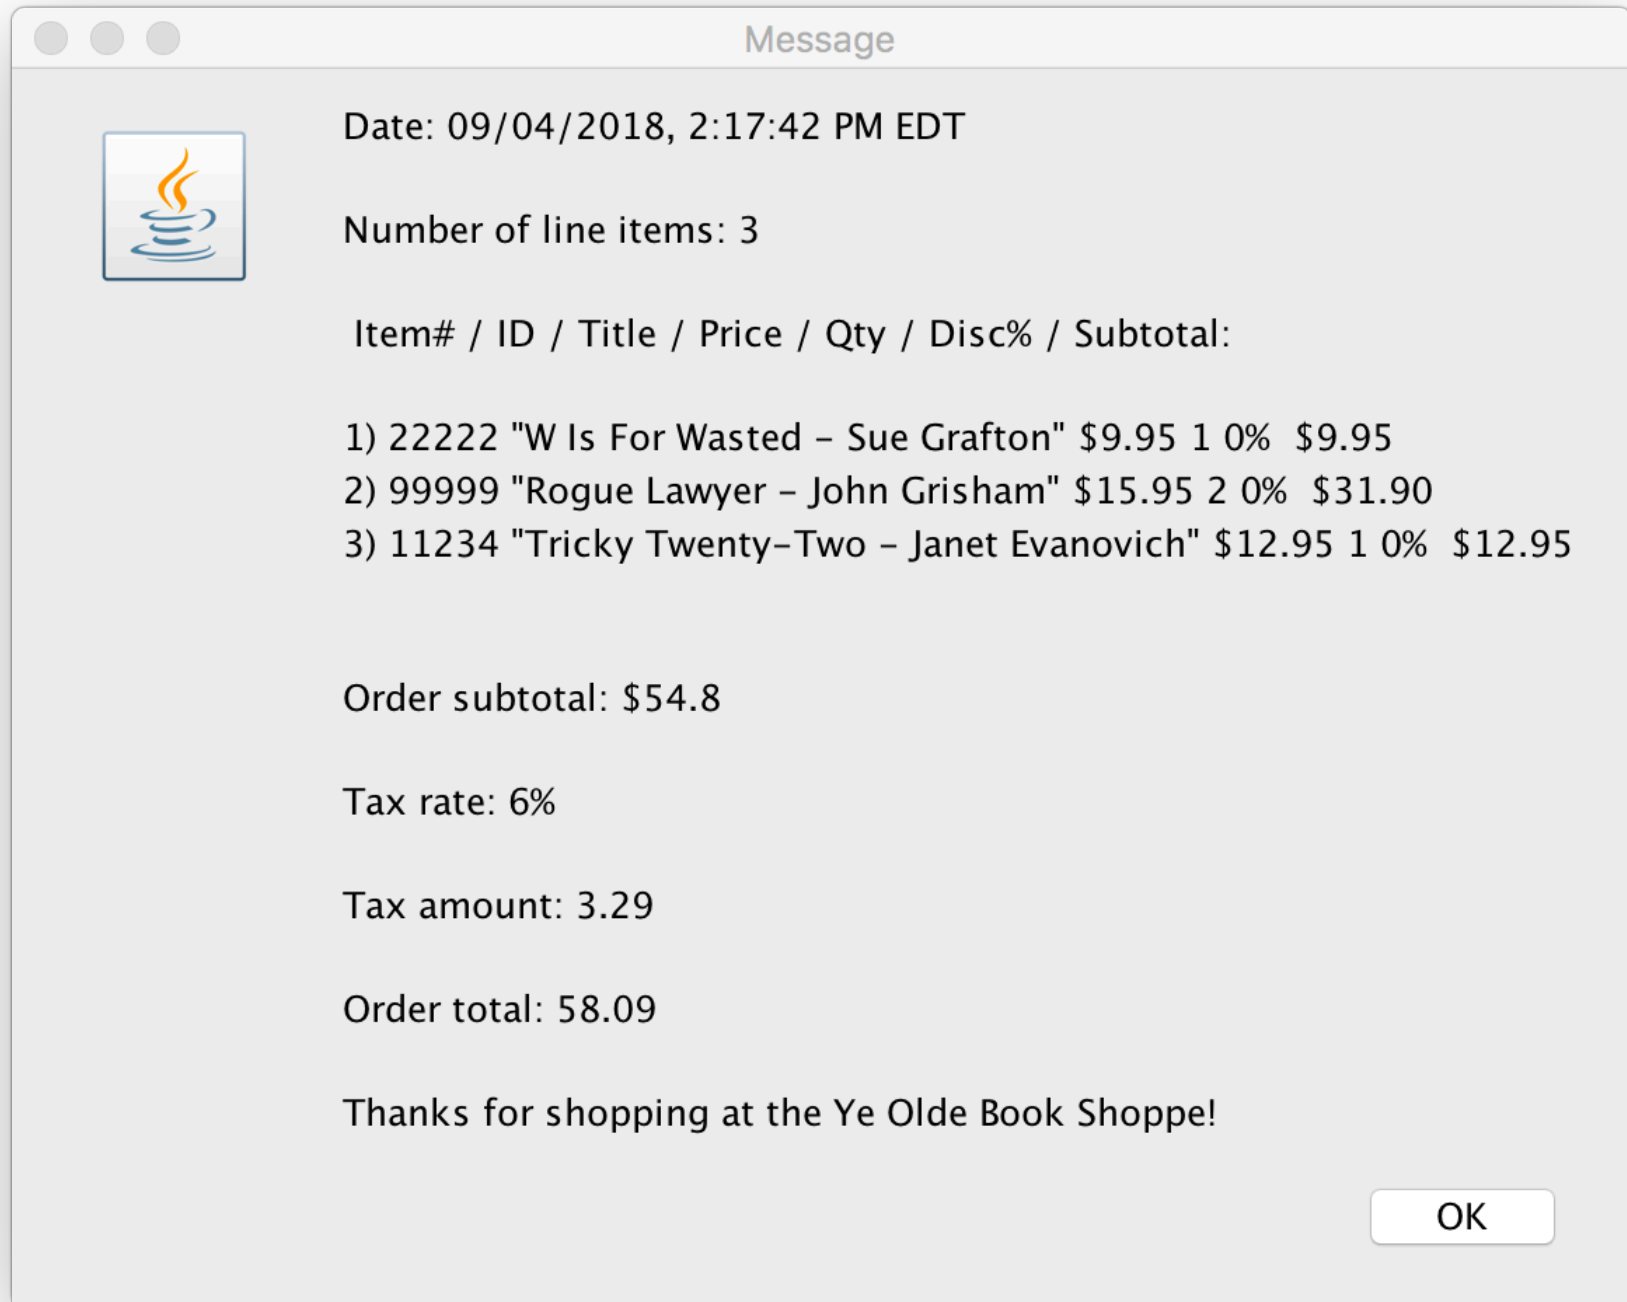 Message
Date: 09/04/2018, 2:17:42 PM EDT
Number of line items: 3
Item# / ID / Title / Price / Qty / Disc% / Subtotal:
1) 22222 "W Is For Wasted – Sue Grafton" $9.95 1 0%  $9.95
2) 99999 "Rogue Lawyer – John Grisham" $15.95 2 0%  $31.90
3) 11234 "Tricky Twenty–Two – Janet Evanovich" $12.95 1 0%  $12.95
Order subtotal: $54.8
Tax rate: 6%
Tax amount: 3.29
Order total: 58.09
Thanks for shopping at the Ye Olde Book Shoppe!
OK